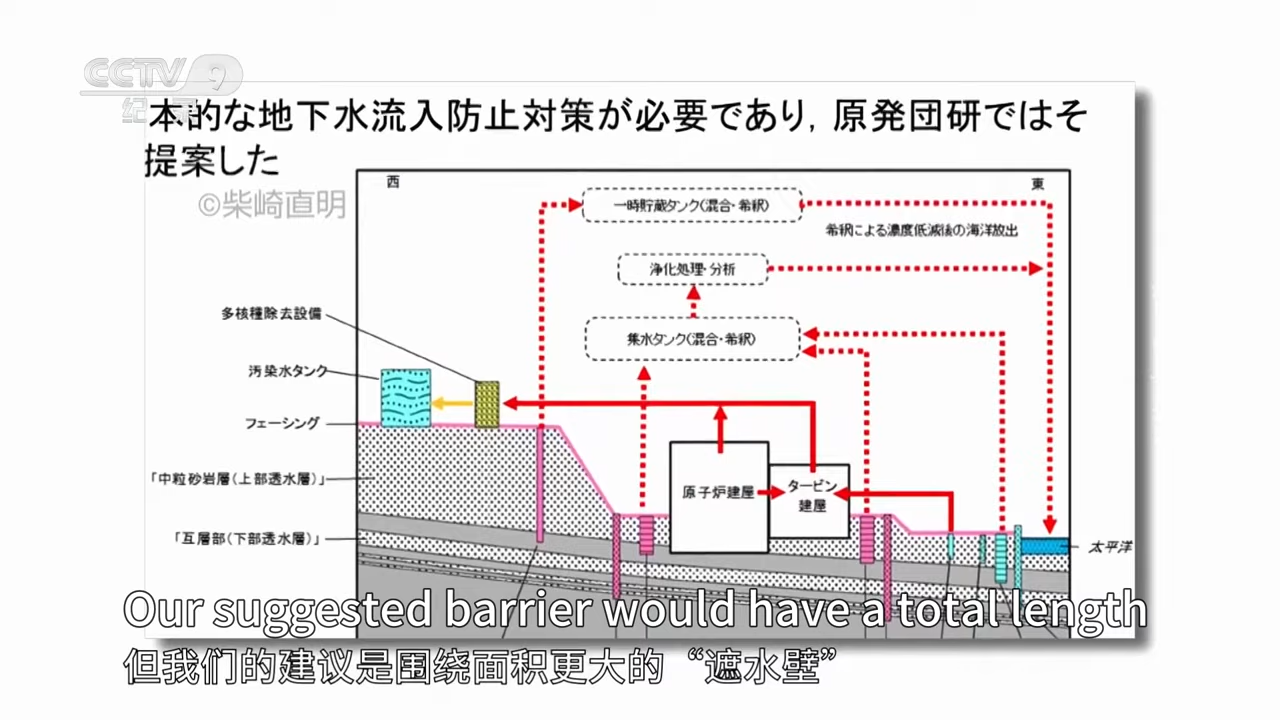 CCTV 9
纪录
本的な地下水流入防止対策が必要であり，原発団研ではそ
提案した
©柴崎直明
西
東
一時貯蔵タンク(混合・希釈)
希釈による濃度低減後の海洋放出
浄化処理・分析
多核種除去設備
集水タンク(混合・希釈)
汚染水タンク
フェーシング
「中粒砂岩層(上部透水層)」
原子炉建屋
タービン
建屋
「互層部(下部透水層)」
太平洋
Our suggested barrier would have a total length
但我们的建议是围绕面积更大的“遮水壁”